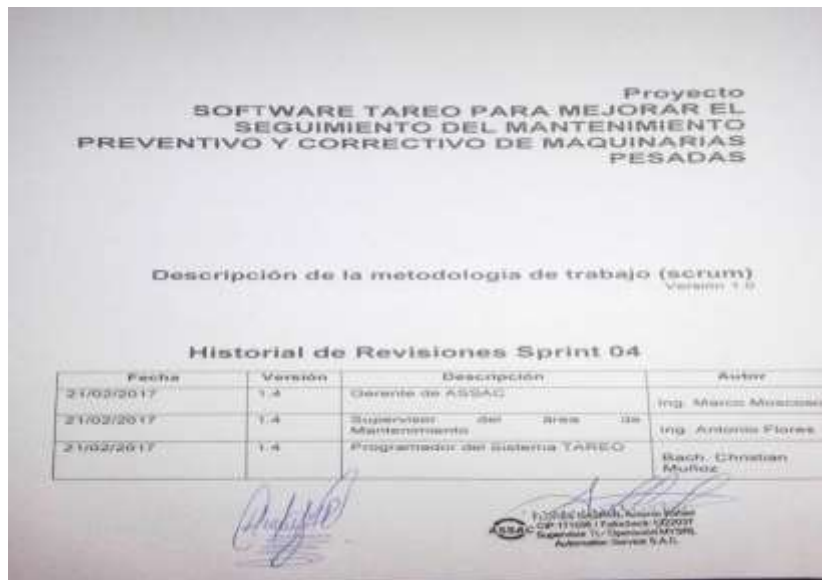 Proyecto
SOFTWARE TAREO PARA MEJORAR EL
SEGUIMIENTO DEL MANTENIMIENTO
PREVENTIVO Y CORRECTIVO DE MAQUINARIAS
PESADAS
Descripción de la metodología de trabajo (scrum)
Versión 1.0
Historial de Revisiones Sprint 04
Fecha Versión Descripción Autor
21/02/2017 1.4 Gerente de ASSAC Ing. Marco
21/02/2017 1.4 Supervisor del área de Mantenimiento Ing. Antonio Flores
21/02/2017 1.4 Programador del Sistema TAREO Bach. Christian Muñoz
ASSAC